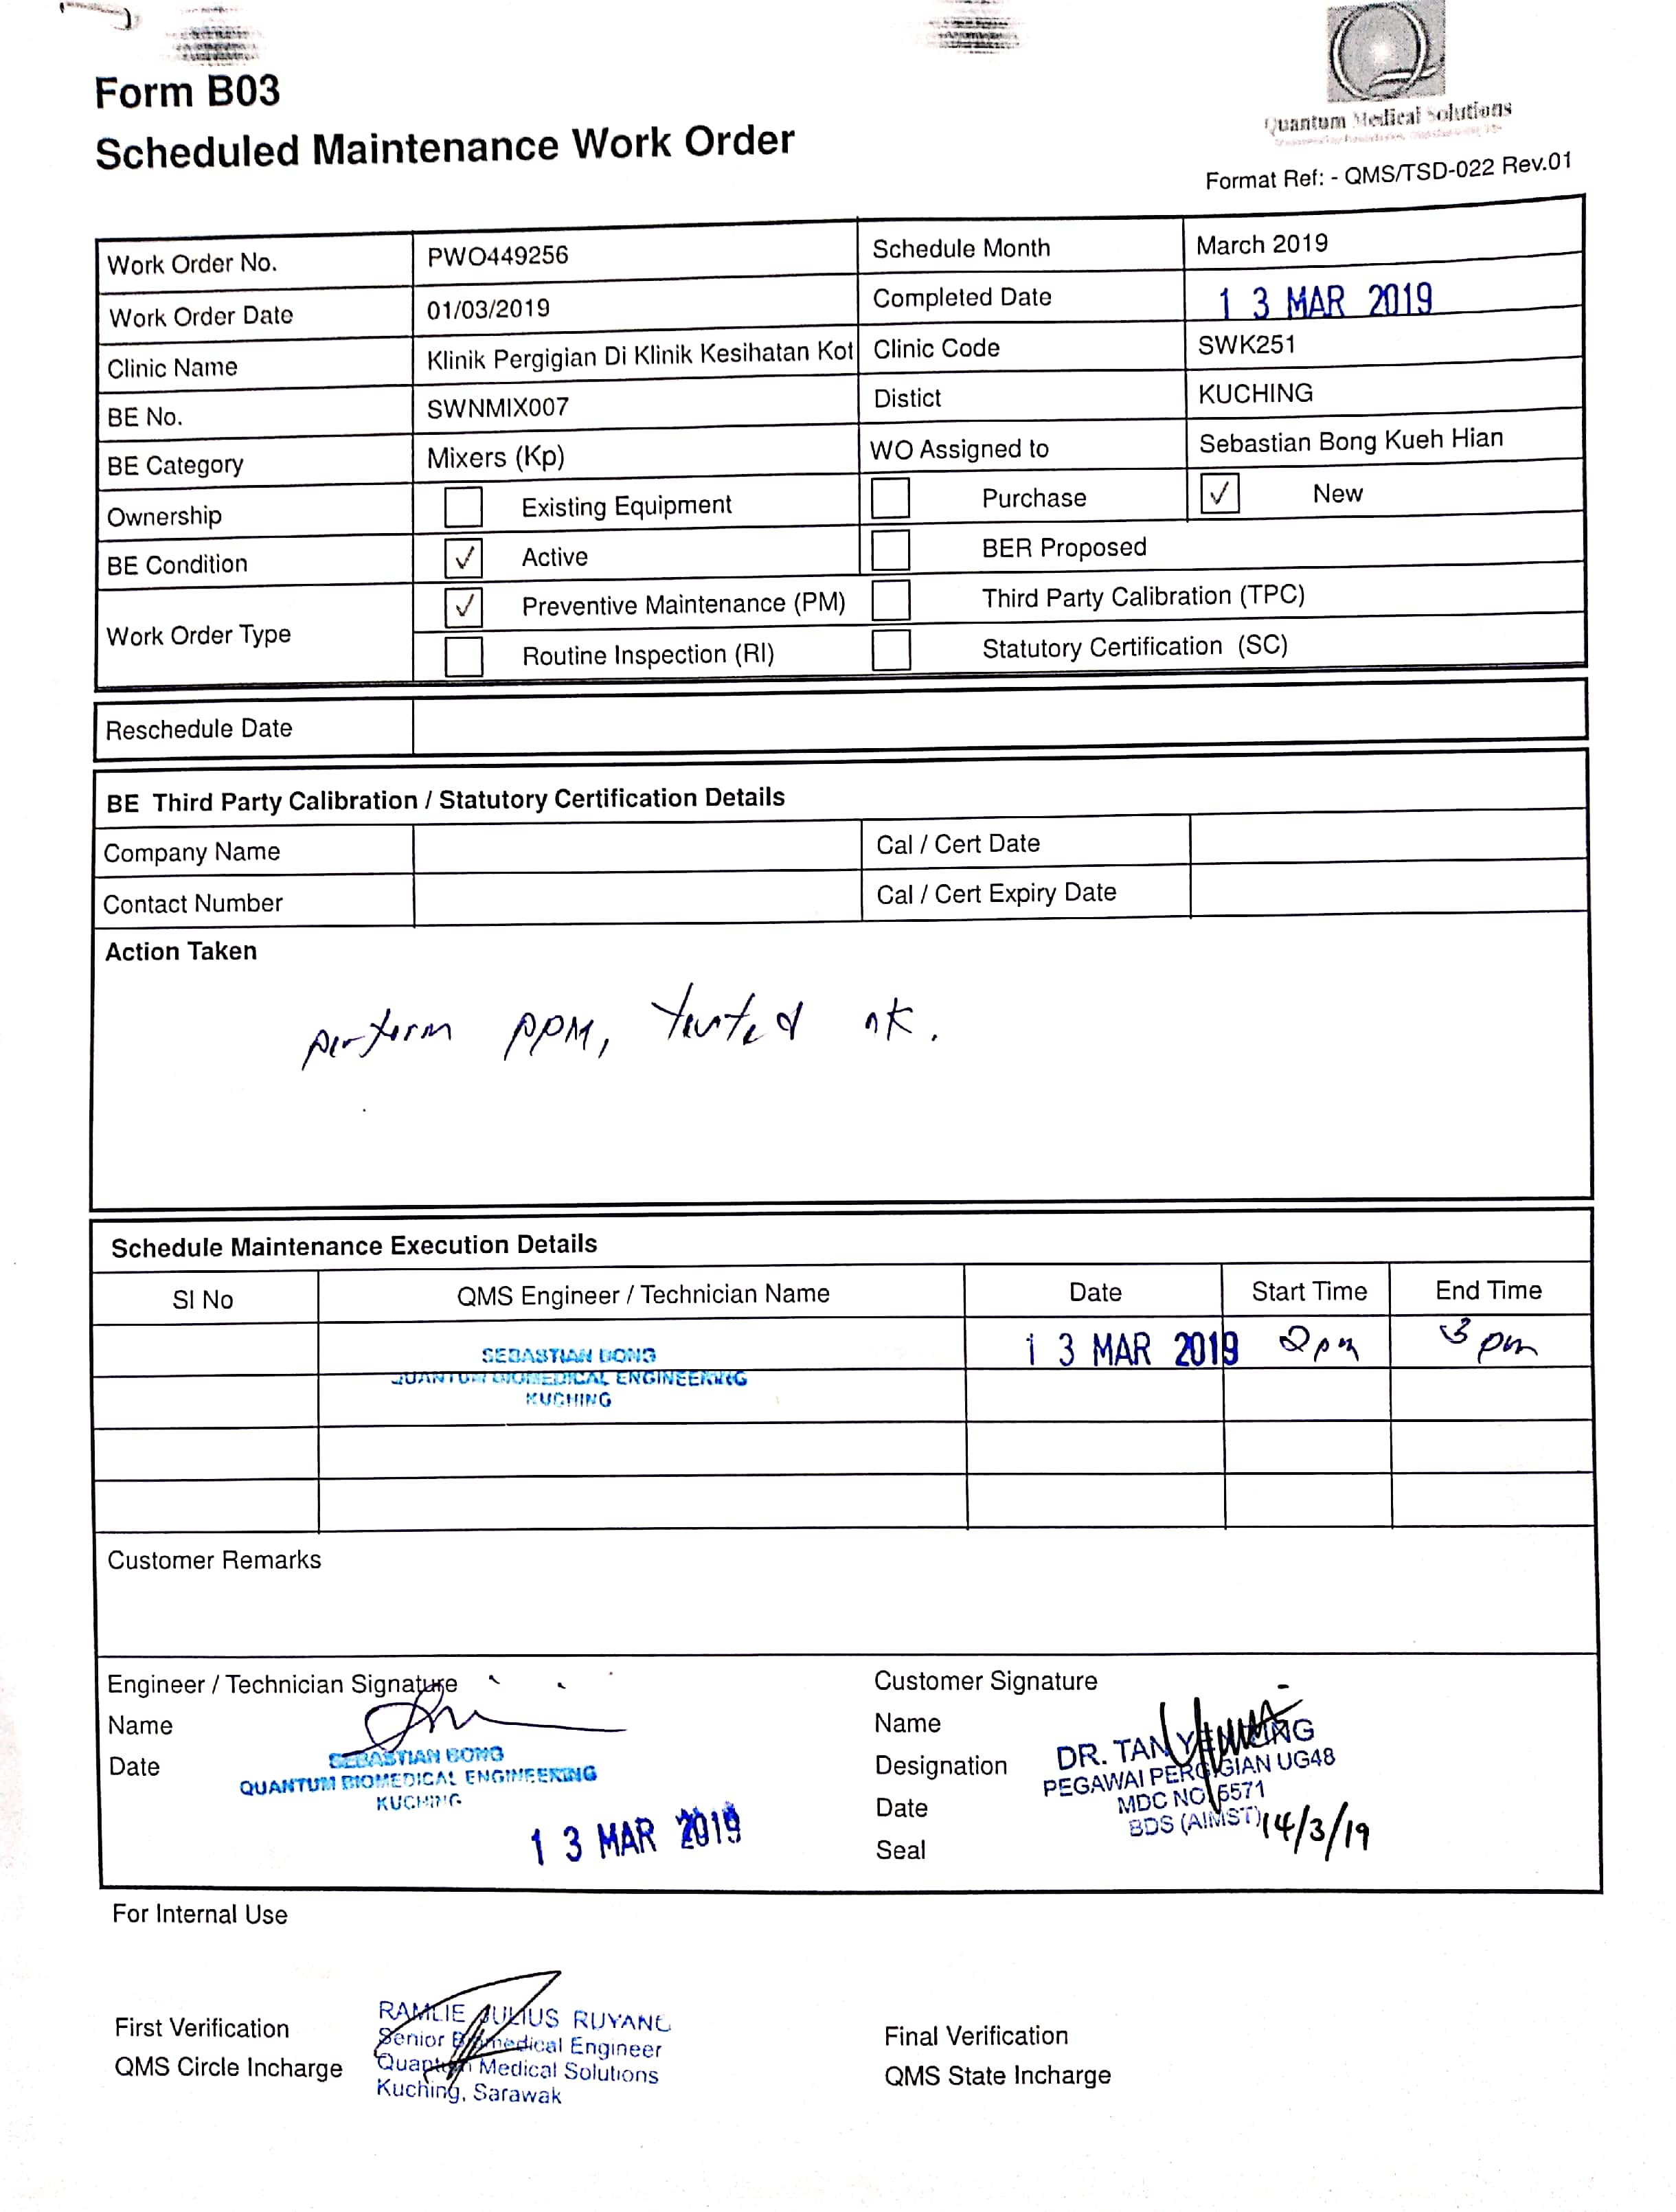 Form B03
Scheduled Maintenance Work Order
Quantum Medical Solutions
Format Ref: - QMS/TSD-022 Rev.01
Work Order No. PWO449256 Schedule Month March 2019
Work Order Date 01/03/2019 Completed Date 13 MAR 2019
Clinic Name Klinik Pergigian Di Klinik Kesihatan Kot Clinic Code SWK251
BE No. SWNMIX007 Distict KUCHING
BE Category Mixers (Kp) WO Assigned to Sebastian Bong Kueh Hian
Ownership Existing Equipment Purchase ✓ New
BE Condition ✓ Active BER Proposed
Work Order Type ✓ Preventive Maintenance (PM) Third Party Calibration (TPC)
Routine Inspection (RI) Statutory Certification (SC)
Reschedule Date
BE Third Party Calibration / Statutory Certification Details
Company Name Cal / Cert Date
Contact Number Cal / Cert Expiry Date
Action Taken
perform PPM, tested ok.
Schedule Maintenance Execution Details
SI No QMS Engineer / Technician Name Date Start Time End Time
SEBASTIAN BONG 13 MAR 2019 2pm 3pm
QUANTUM BIOMEDICAL ENGINEERING
KUCHING
Customer Remarks
Engineer / Technician Signature
Name
Date
SEBASTIAN BONG
QUANTUM BIOMEDICAL ENGINEERING
KUCHING
13 MAR 2019
Customer Signature
Name
Designation
Date
Seal
DR. TAN
PEGAWAI PERGIGIAN UG48
MDC NO 5571
BDS (AIMST) 14/3/19
For Internal Use
First Verification
QMS Circle Incharge
RAMLIE JULIUS RUYANG
Senior Biomedical Engineer
Quantum Medical Solutions
Kuching, Sarawak
Final Verification
QMS State Incharge